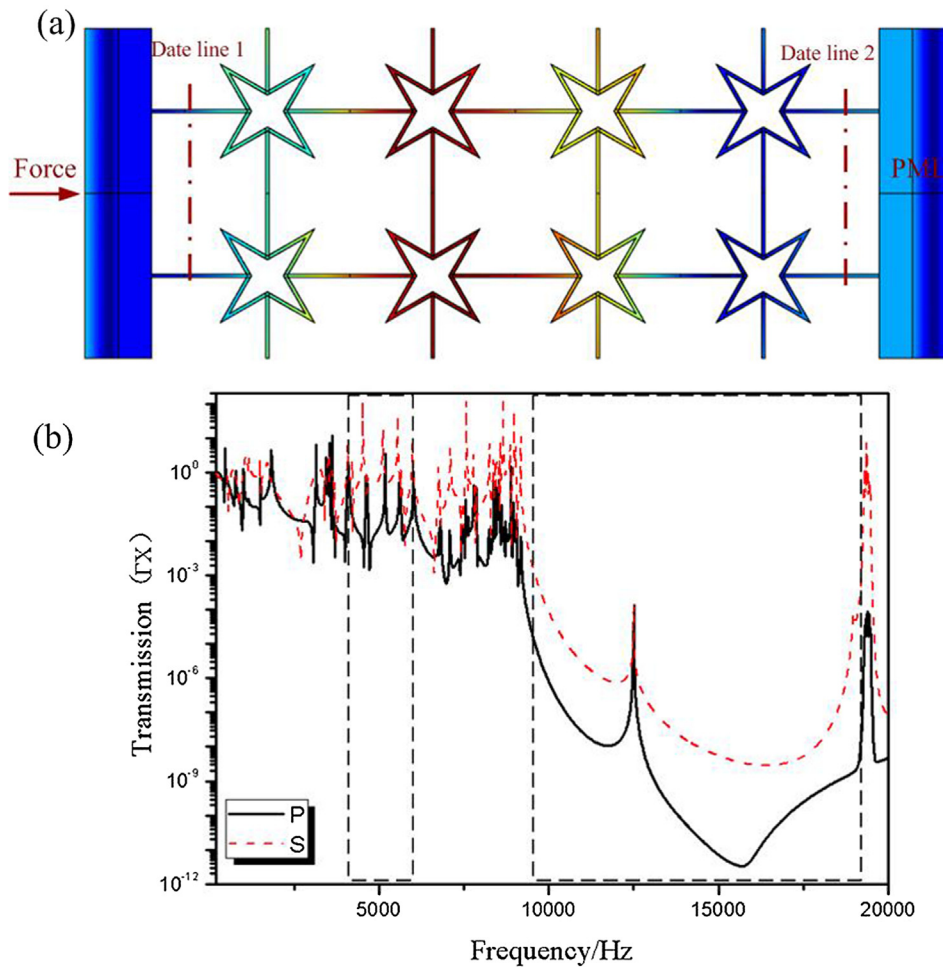 (a)
Date line 1
Date line 2
Force
PML
(b)
Transmission (ΓX)
10^0
10^-3
10^-6
10^-9
10^-12
P
S
5000
10000
15000
20000
Frequency/Hz